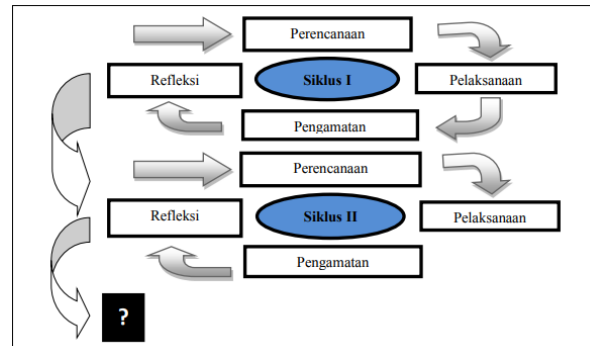 Perencanaan
Refleksi
Siklus I
Pelaksanaan
Pengamatan
Perencanaan
Refleksi
Siklus II
Pelaksanaan
Pengamatan
?